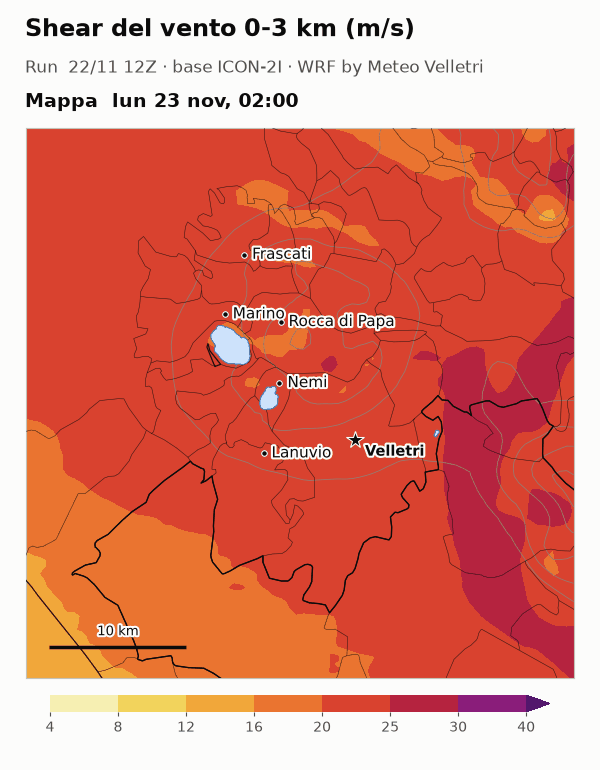 Shear del vento 0-3 km (m/s)
Run 22/11 12Z · base ICON-2I · WRF by Meteo Velletri
Mappa lun 23 nov, 02:00
Frascati
Marino
Rocca di Papa
Nemi
Velletri
Lanuvio
10 km
4 8 12 16 20 25 30 40